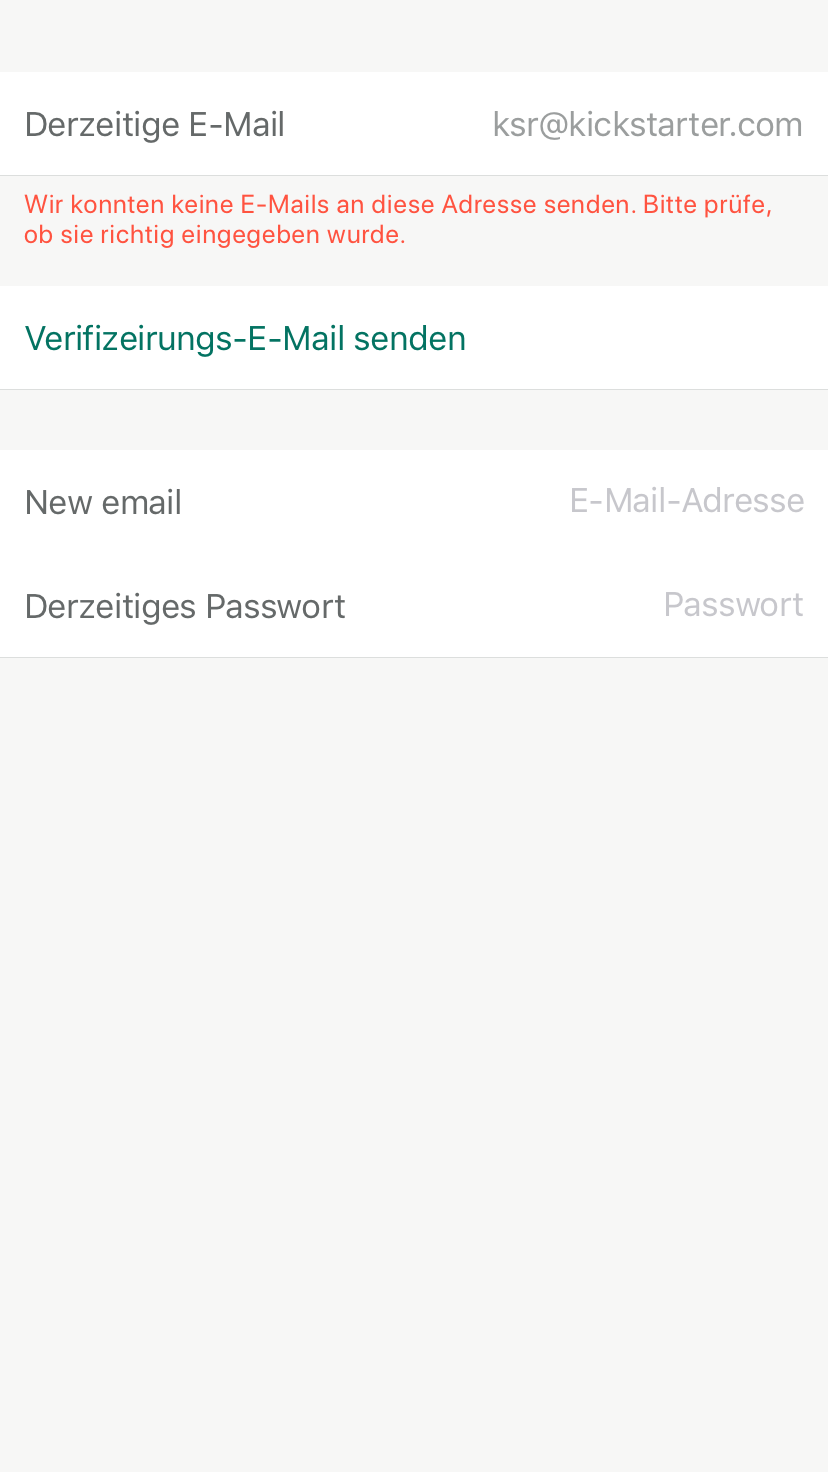 Derzeitige E-Mail ksr@kickstarter.com
Wir konnten keine E-Mails an diese Adresse senden. Bitte prüfe,
ob sie richtig eingegeben wurde.
Verifizeirungs-E-Mail senden
New email E-Mail-Adresse
Derzeitiges Passwort Passwort